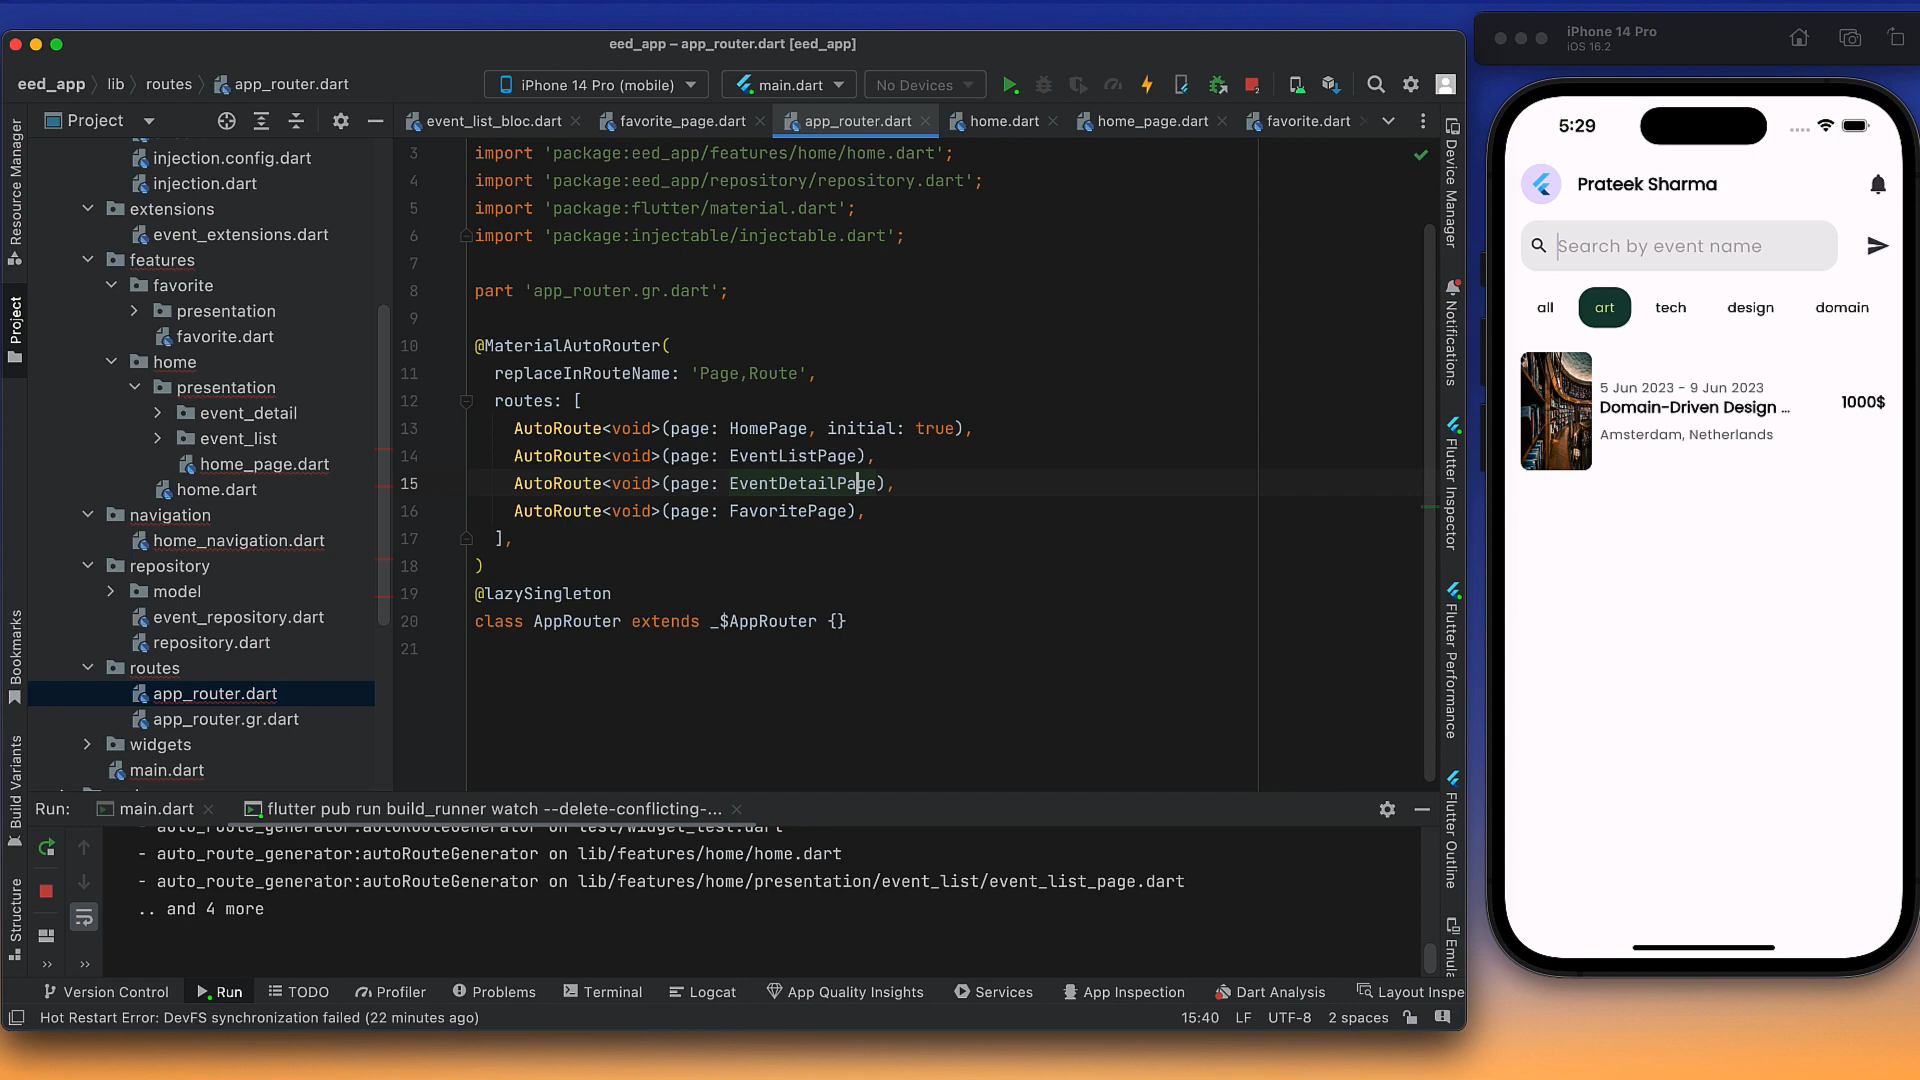 eed_app – app_router.dart [eed_app]
eed_app
lib
routes
app_router.dart
iPhone 14 Pro (mobile)
main.dart
No Devices
Resource Manager
Project
Bookmarks
Build Variants
Structure
Project
injection.config.dart
injection.dart
extensions
event_extensions.dart
features
favorite
presentation
favorite.dart
home
presentation
event_detail
event_list
home_page.dart
home.dart
navigation
home_navigation.dart
repository
model
event_repository.dart
repository.dart
routes
app_router.dart
app_router.gr.dart
widgets
main.dart
event_list_bloc.dart
favorite_page.dart
app_router.dart
home.dart
home_page.dart
favorite.dart
3 import 'package:eed_app/features/home/home.dart';
4 import 'package:eed_app/repository/repository.dart';
5 import 'package:flutter/material.dart';
6 import 'package:injectable/injectable.dart';
7
8 part 'app_router.gr.dart';
9
10 @MaterialAutoRouter(
11 replaceInRouteName: 'Page,Route',
12 routes: [
13 AutoRoute<void>(page: HomePage, initial: true),
14 AutoRoute<void>(page: EventListPage),
15 AutoRoute<void>(page: EventDetailPage),
16 AutoRoute<void>(page: FavoritePage),
17 ],
18 )
19 @lazySingleton
20 class AppRouter extends _$AppRouter {}
21
Device Manager
Notifications
Flutter Inspector
Flutter Performance
Flutter Outline
Emula
Run:
main.dart
flutter pub run build_runner watch --delete-conflicting-...
- auto_route_generator:autoRouteGenerator on test/widget_test.dart
- auto_route_generator:autoRouteGenerator on lib/features/home/home.dart
- auto_route_generator:autoRouteGenerator on lib/features/home/presentation/event_list/event_list_page.dart
.. and 4 more
Version Control
Run
TODO
Profiler
Problems
Terminal
Logcat
App Quality Insights
Services
App Inspection
Dart Analysis
Layout Inspe
Hot Restart Error: DevFS synchronization failed (22 minutes ago)
15:40
LF
UTF-8
2 spaces
iPhone 14 Pro
iOS 16.2
5:29
Prateek Sharma
Search by event name
all
art
tech
design
domain
5 Jun 2023 - 9 Jun 2023
Domain-Driven Design ...
1000$
Amsterdam, Netherlands